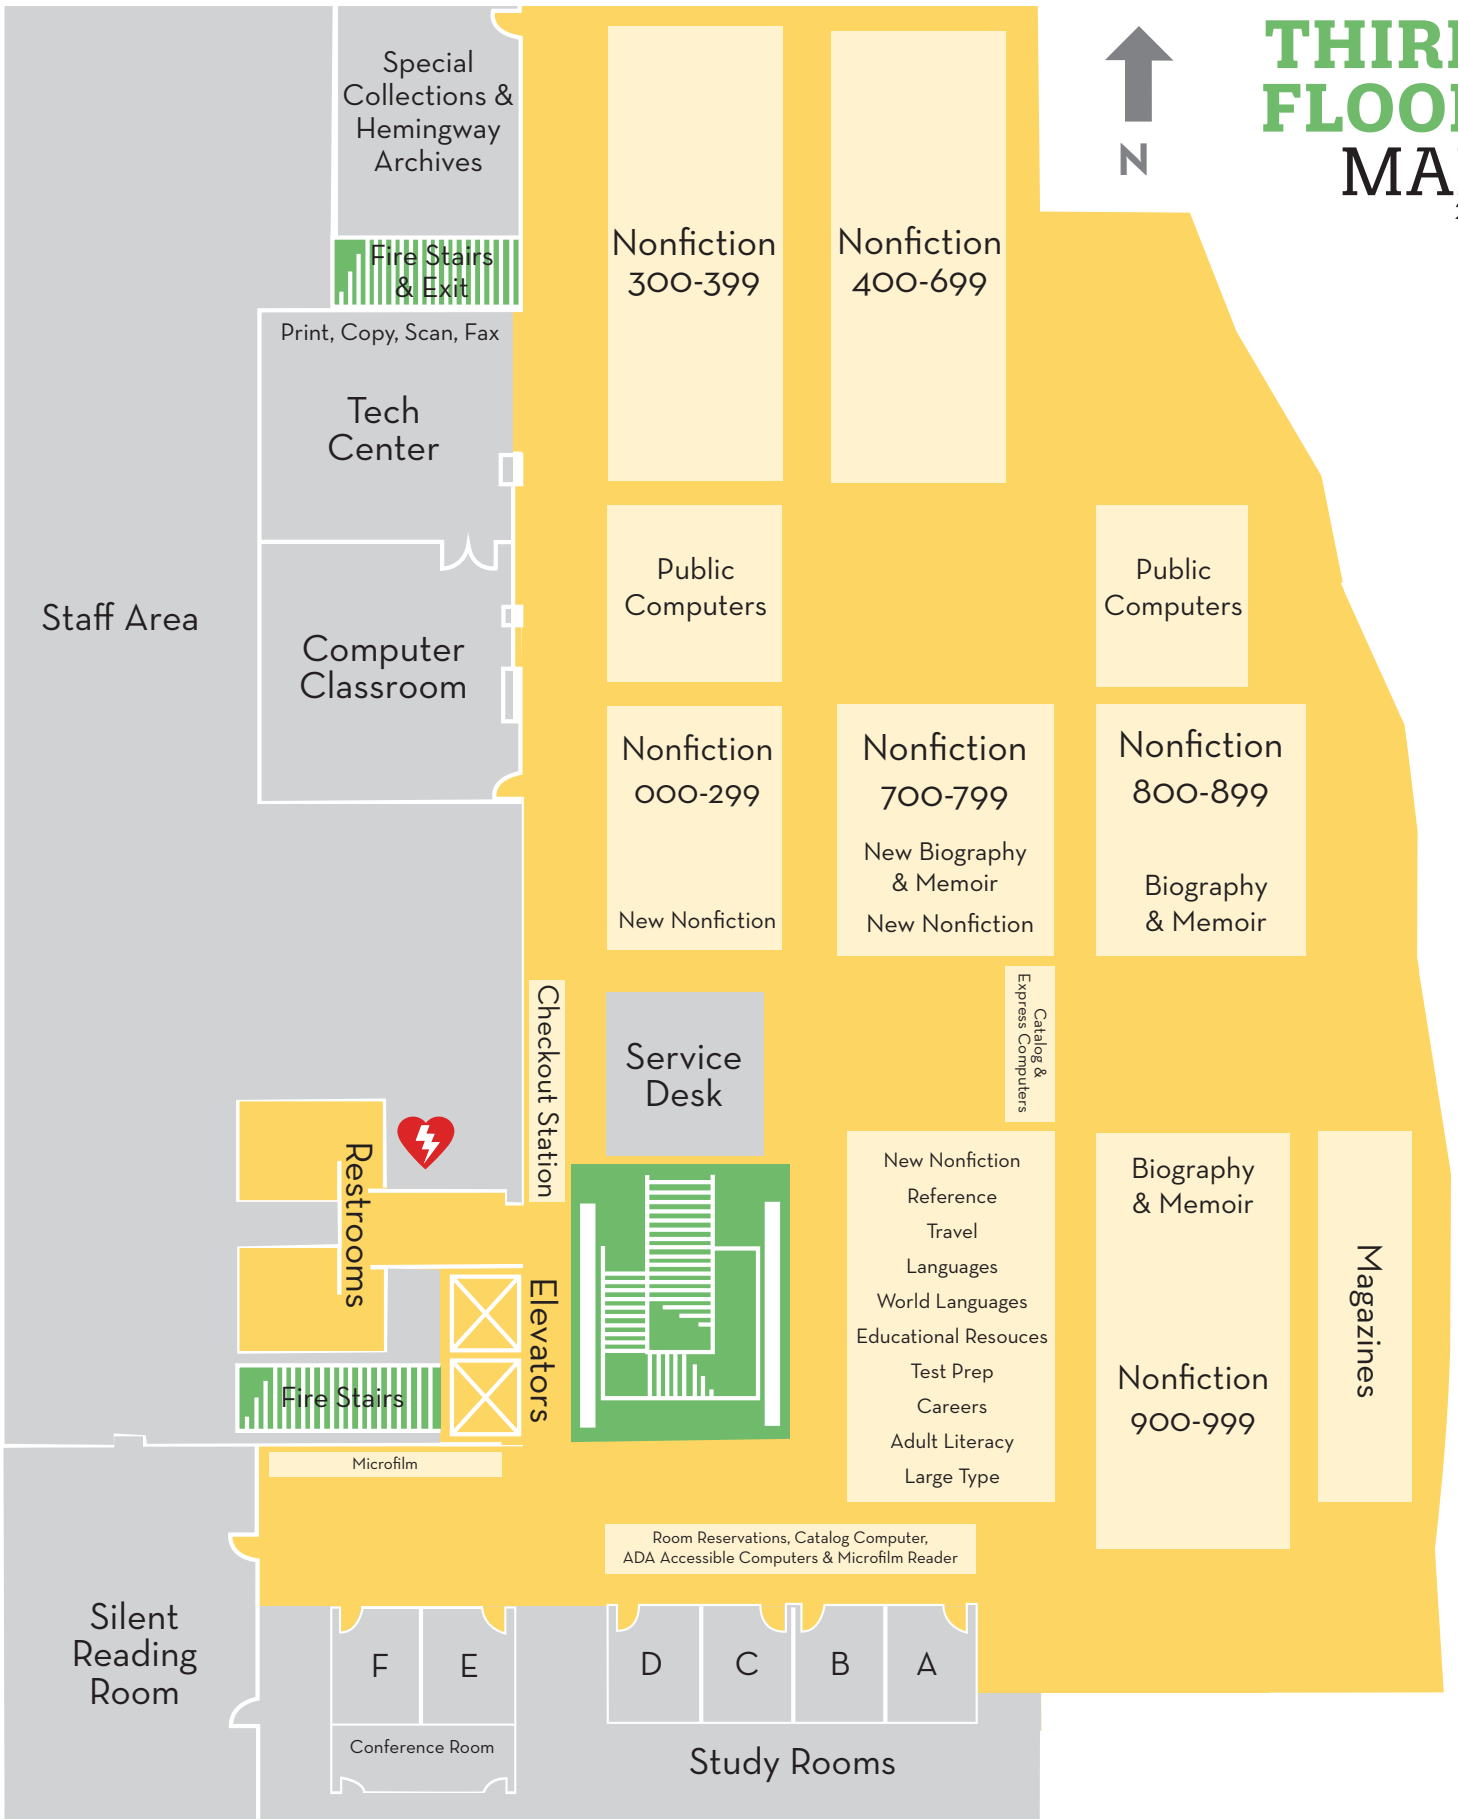 THIRD
FLOOR
MA
N
Special
Collections &
Hemingway
Archives
Fire Stairs
& Exit
Print, Copy, Scan, Fax
Tech
Center
Staff Area
Computer
Classroom
Nonfiction
300-399
Nonfiction
400-699
Public
Computers
Public
Computers
Nonfiction
000-299
New Nonfiction
Nonfiction
700-799
New Biography
& Memoir
New Nonfiction
Nonfiction
800-899
Biography
& Memoir
Checkout Station
Service
Desk
Catalog &
Express Computers
Restrooms
Elevators
Fire Stairs
New Nonfiction
Reference
Travel
Languages
World Languages
Educational Resouces
Test Prep
Careers
Adult Literacy
Large Type
Biography
& Memoir
Nonfiction
900-999
Magazines
Microfilm
Room Reservations, Catalog Computer,
ADA Accessible Computers & Microfilm Reader
Silent
Reading
Room
F
E
D
C
B
A
Conference Room
Study Rooms